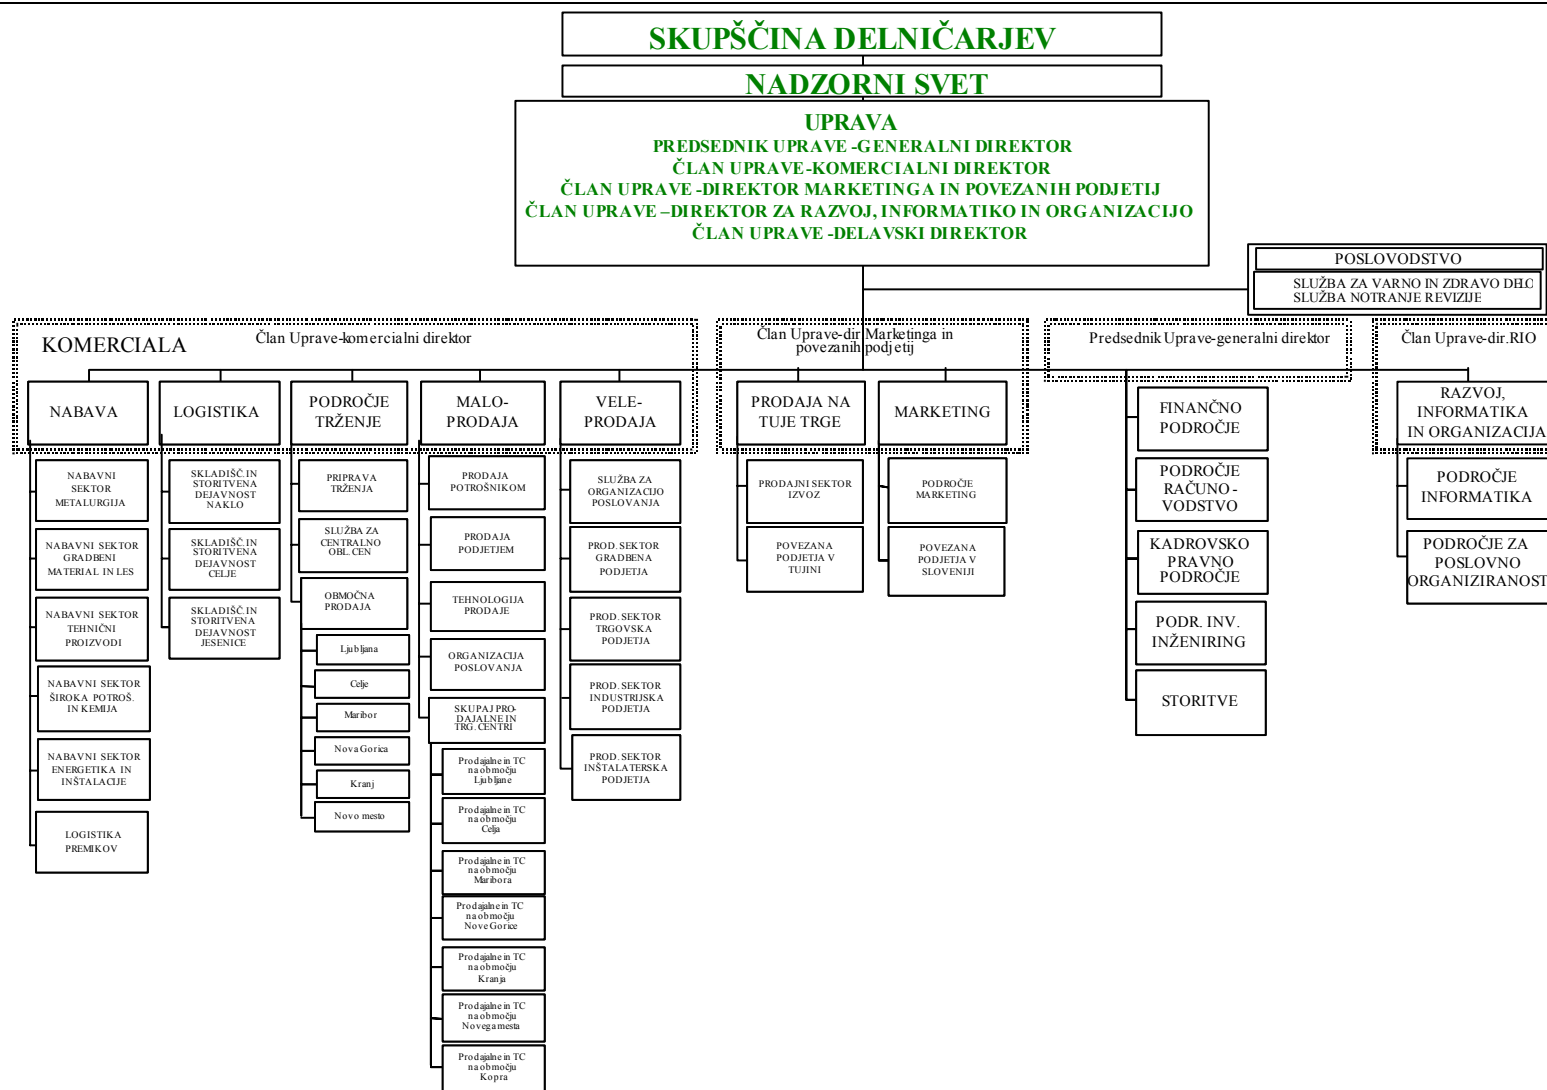 SKUPŠČINA DELNIČARJEV
NADZORNI SVET
UPRAVA
PREDSEDNIK UPRAVE -GENERALNI DIREKTOR
ČLAN UPRAVE-KOMERCIALNI DIREKTOR
ČLAN UPRAVE -DIREKTOR MARKETINGA IN POVEZANIH PODJETIJ
ČLAN UPRAVE –DIREKTOR ZA RAZVOJ, INFORMATIKO IN ORGANIZACIJO
ČLAN UPRAVE -DELAVSKI DIREKTOR
POSLOVODSTVO
SLUŽBA ZA VARNO IN ZDRAVO DELO
SLUŽBA NOTRANJE REVIZIJE
KOMERCIALA
Član Uprave-komercialni direktor
Član Uprave-dir Marketinga in
povezanih podjetij
Predsednik Uprave-generalni direktor
Član Uprave-dir.RIO
NABAVA
LOGISTIKA
PODROČJE
TRŽENJE
MALO-
PRODAJA
VELE-
PRODAJA
PRODAJA NA
TUJE TRGE
MARKETING
RAZVOJ,
INFORMATIKA
IN ORGANIZACIJA
NABAVNI
SEKTOR
METALURGIJA
NABAVNI SEKTOR
GRADBENI
MATERIAL IN LES
NABAVNI SEKTOR
TEHNIČNI
PROIZVODI
NABAVNI SEKTOR
ŠIROKA POTROŠ.
IN KEMIJA
NABAVNI SEKTOR
ENERGETIKA IN
INŠTALACIJE
LOGISTIKA
PREMIKOV
SKLADIŠČ. IN
STORITVENA
DEJAVNOST
NAKLO
SKLADIŠČ. IN
STORITVENA
DEJAVNOST
CELJE
SKLADIŠČ. IN
STORITVENA
DEJAVNOST
JESENICE
PRIPRAVA
TRŽENJA
SLUŽBA ZA
CENTRALNO
OBL. CEN
OBMOČNA
PRODAJA
Ljubljana
Celje
Maribor
Nova Gorica
Kranj
Novo mesto
PRODAJA
POTROŠNIKOM
PRODAJA
PODJETJEM
TEHNOLOGIJA
PRODAJE
ORGANIZACIJA
POSLOVANJA
SKUPAJ PRO-
DAJALNE IN
TRG. CENTRI
Prodajalne in TC
na območju
Ljubljane
Prodajalne in TC
na območju
Celja
Prodajalne in TC
na območju
Maribora
Prodajalne in TC
na območju
Nove Gorice
Prodajalne in TC
na območju
Kranja
Prodajalne in TC
na območju
Novega mesta
Prodajalne in TC
na območju
Kopra
SLUŽBA ZA
ORGANIZACIJO
POSLOVANJA
PROD. SEKTOR
GRADBENA
PODJETJA
PROD. SEKTOR
TRGOVSKA
PODJETJA
PROD. SEKTOR
INDUSTRIJSKA
PODJETJA
PROD. SEKTOR
INŠTALATERSKA
PODJETJA
PRODAJNI SEKTOR
IZVOZ
POVEZANA
PODJETJA V
TUJINI
PODROČJE
MARKETING
POVEZANA
PODJETJA V
SLOVENIJI
FINANČNO
PODROČJE
PODROČJE
RAČUNO-
VODSTVO
KADROVSKO
PRAVNO
PODROČJE
PODR. INV.
INŽENIRING
STORITVE
PODROČJE
INFORMATIKA
PODROČJE ZA
POSLOVNO
ORGANIZIRANOST